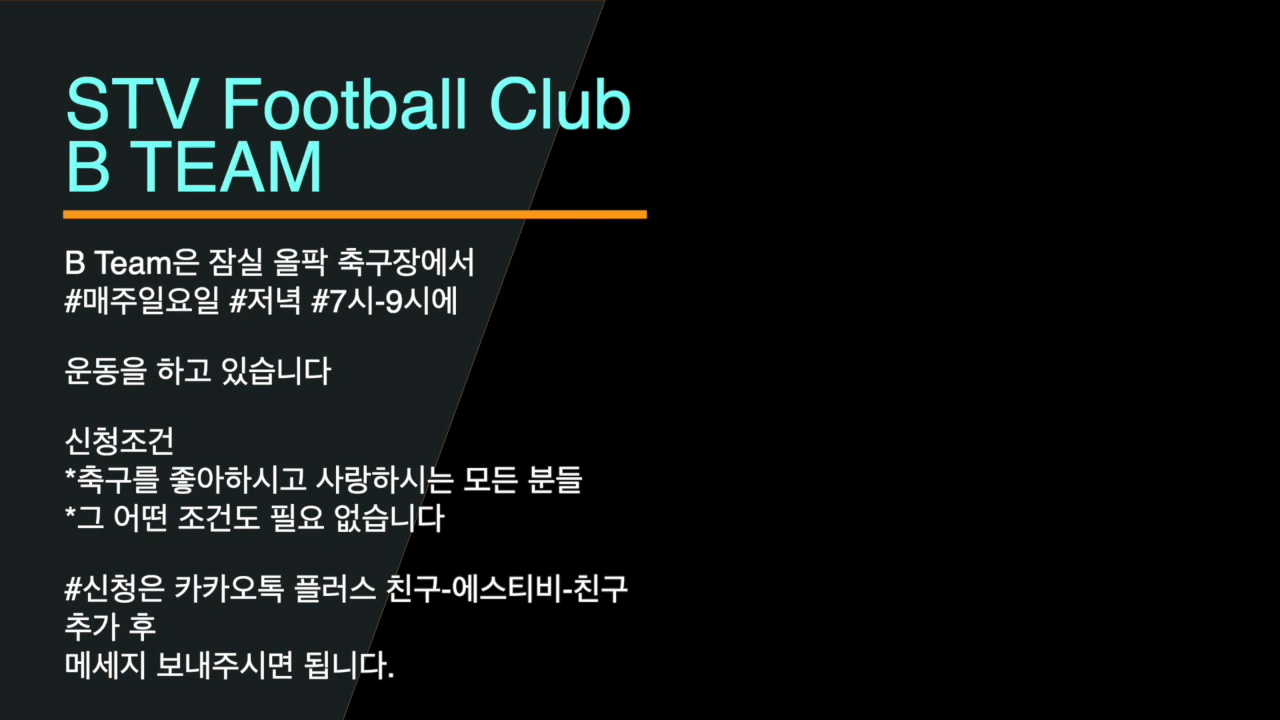 STV Football Club
B TEAM
B Team은 잠실 올팍 축구장에서
#매주일요일 #저녁 #7시-9시에
운동을 하고 있습니다
신청조건
*축구를 좋아하시고 사랑하시는 모든 분들
*그 어떤 조건도 필요 없습니다
#신청은 카카오톡 플러스 친구-에스티비-친구
추가 후
메세지 보내주시면 됩니다.